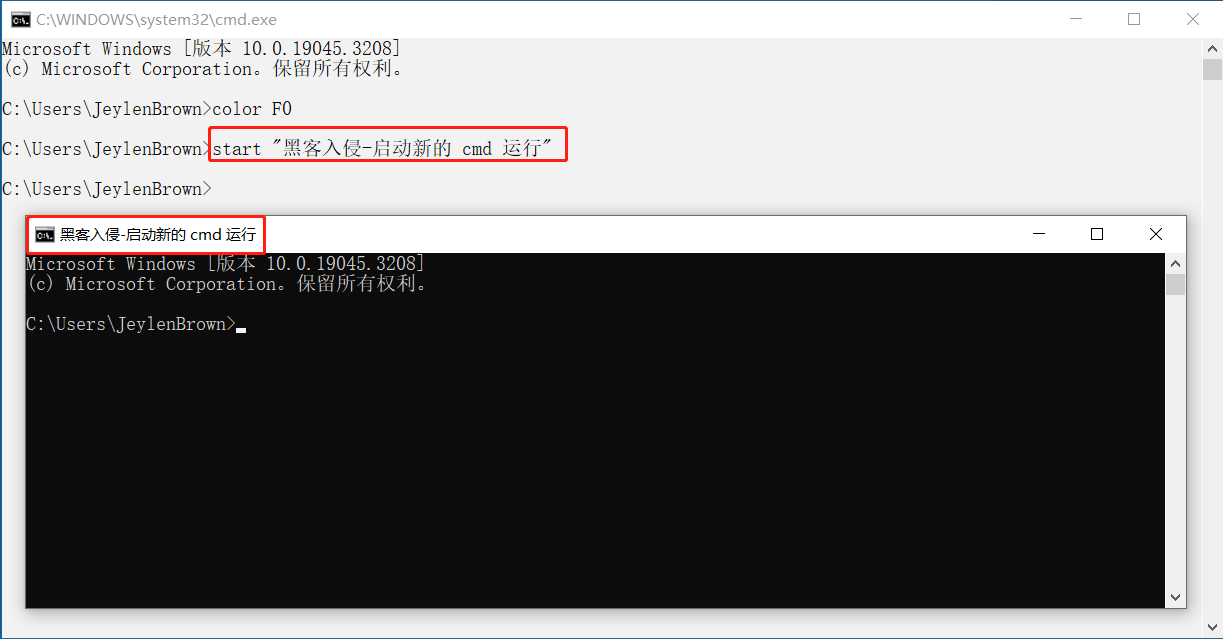 C:\WINDOWS\system32\cmd.exe
Microsoft Windows [版本 10.0.19045.3208]
(c) Microsoft Corporation。保留所有权利。
C:\Users\JeylenBrown>color F0
C:\Users\JeylenBrown>start "黑客入侵-启动新的 cmd 运行"
C:\Users\JeylenBrown>
黑客入侵-启动新的 cmd 运行
Microsoft Windows [版本 10.0.19045.3208]
(c) Microsoft Corporation。保留所有权利。
C:\Users\JeylenBrown>